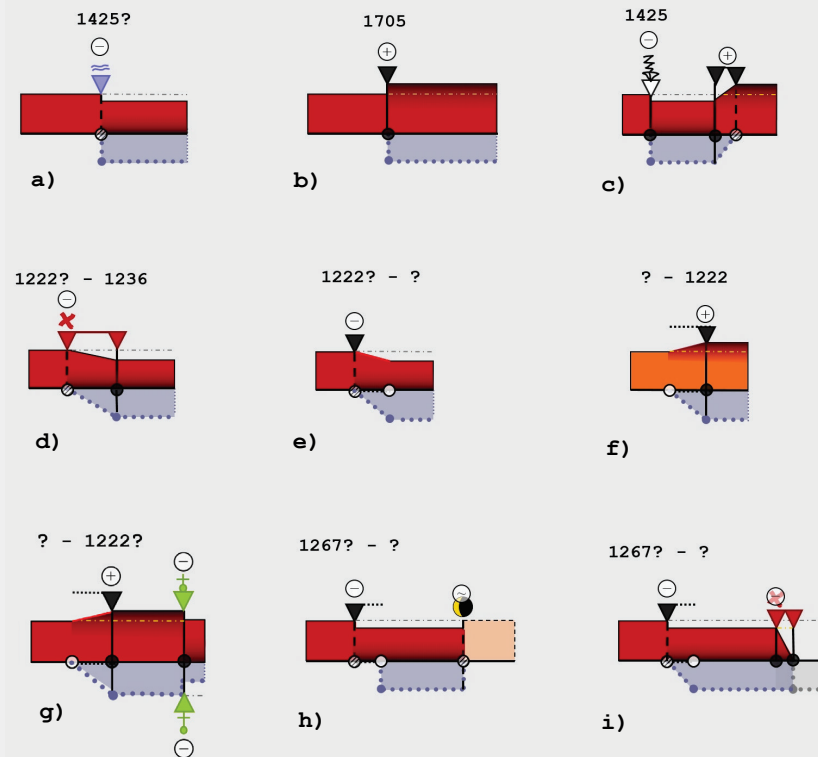 1425? 1705 1425
a) b) c)
1222? - 1236 1222? - ? ? - 1222
d) e) f)
? - 1222? 1267? - ? 1267? - ?
g) h) i)